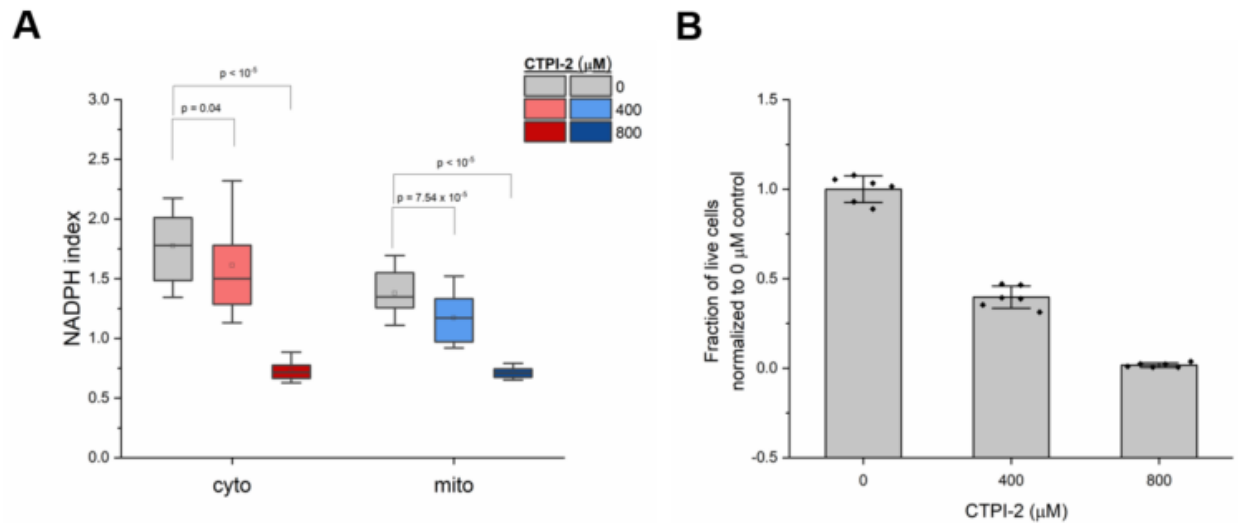 A
B
CTPI-2 (μM)
0
400
800
p < 10⁻⁵
p = 0.04
p < 10⁻⁵
p = 7.54 x 10⁻⁵
NADPH index
3.0
2.5
2.0
1.5
1.0
0.5
0.0
cyto
mito
Fraction of live cells
normalized to 0 μM control
1.5
1.0
0.5
0.0
-0.5
0
400
800
CTPI-2 (μM)